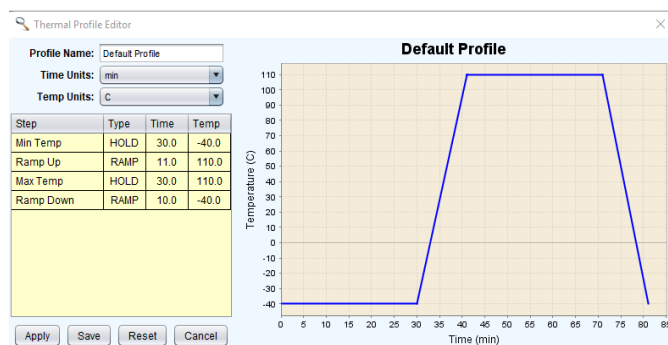 Thermal Profile Editor
Profile Name: Default Profile
Time Units: min
Temp Units: C
Step Type Time Temp
Min Temp HOLD 30.0 -40.0
Ramp Up RAMP 11.0 110.0
Max Temp HOLD 30.0 110.0
Ramp Down RAMP 10.0 -40.0
Apply Save Reset Cancel
Default Profile
Temperature (C)
110
100
90
80
70
60
50
40
30
20
10
0
-10
-20
-30
-40
0 5 10 15 20 25 30 35 40 45 50 55 60 65 70 75 80 85
Time (min)